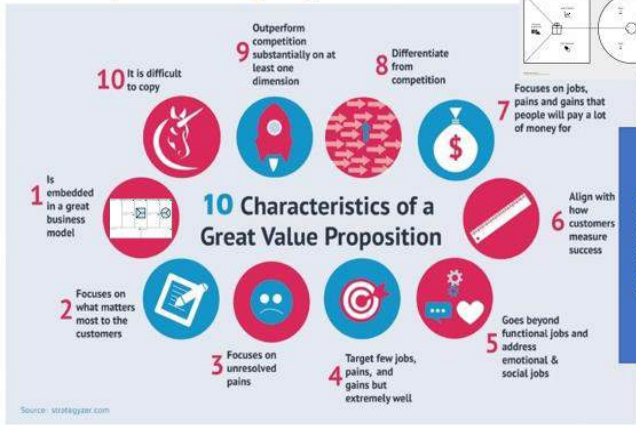 10 Characteristics of a
Great Value Proposition
1 Is
embedded
in a great
business
model
2 Focuses on
what matters
most to the
customers
3 Focuses on
unresolved
pains
4 Target few jobs,
pains, and
gains but
extremely well
5 Goes beyond
functional jobs and
address
emotional &
social jobs
6 Align with
how
customers
measure
success
7 Focuses on jobs,
pains and gains that
people will pay a lot
of money for
$
8 Differentiate
from
competition
9 Outperform
competition
substantially on at
least one
dimension
10 It is difficult
to copy
Source: strategyzer.com